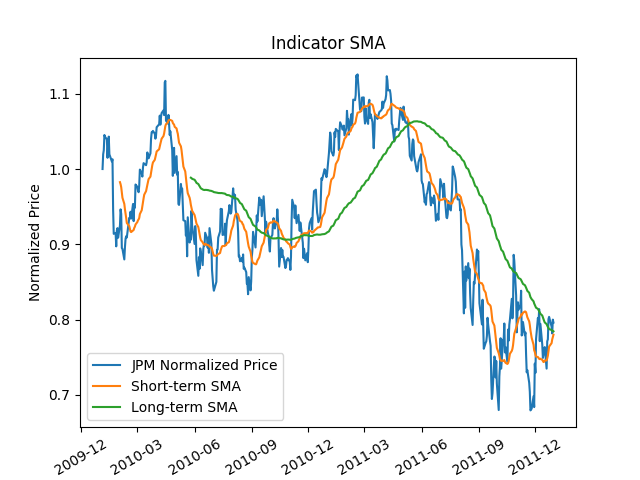 Indicator SMA
Normalized Price
1.1
1.0
0.9
0.8
0.7
JPM Normalized Price
Short-term SMA
Long-term SMA
2009-12
2010-03
2010-06
2010-09
2010-12
2011-03
2011-06
2011-09
2011-12